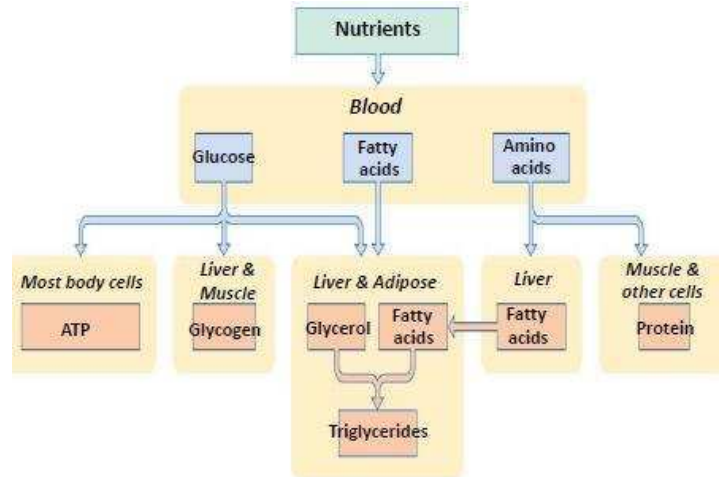 Nutrients
Blood
Glucose
Fatty
acids
Amino
acids
Most body cells
ATP
Liver &
Muscle
Glycogen
Liver & Adipose
Glycerol
Fatty
acids
Triglycerides
Liver
Fatty
acids
Muscle &
other cells
Protein